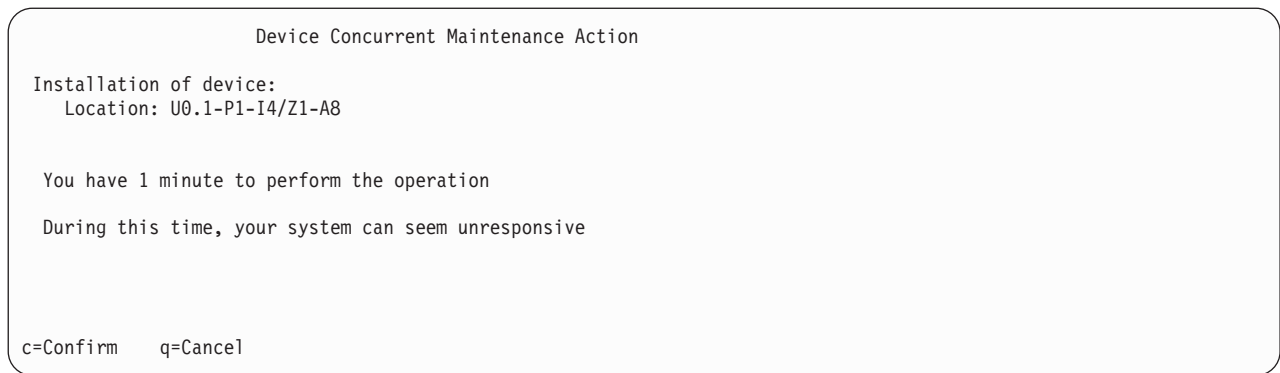 Device Concurrent Maintenance Action
Installation of device:
Location: U0.1-P1-I4/Z1-A8
You have 1 minute to perform the operation
During this time, your system can seem unresponsive
c=Confirm    q=Cancel